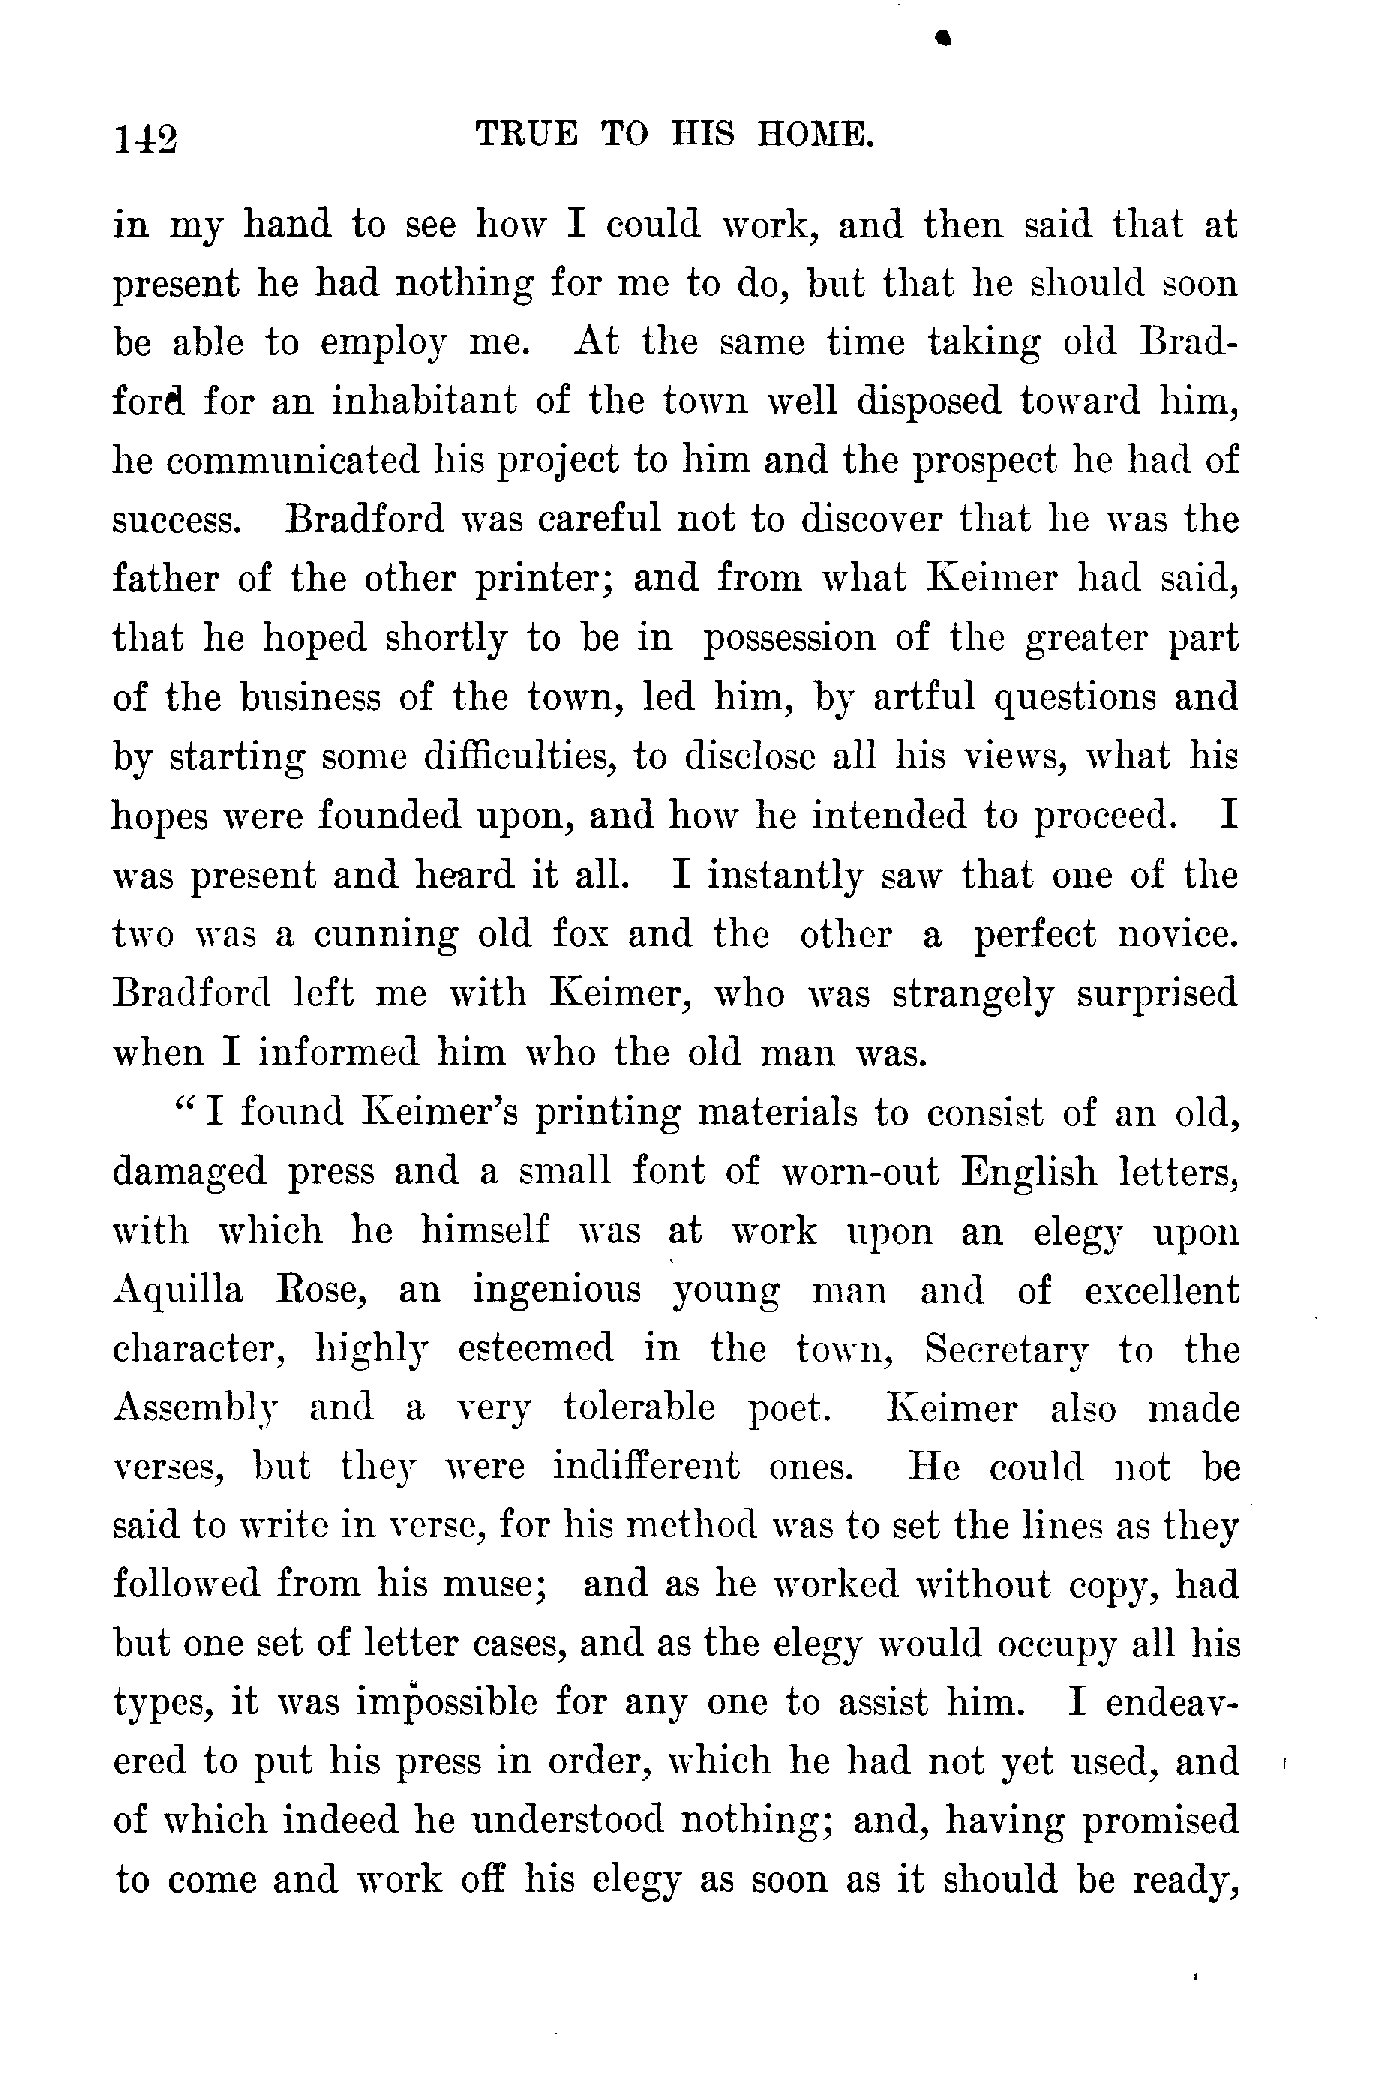 142 TRUE TO HIS HOME.
in my hand to see how I could work, and then said that at
present he had nothing for me to do, but that he should soon
be able to employ me. At the same time taking old Brad-
ford for an inhabitant of the town well disposed toward him,
he communicated his project to him and the prospect he had of
success. Bradford was careful not to discover that he was the
father of the other printer; and from what Keimer had said,
that he hoped shortly to be in possession of the greater part
of the business of the town, led him, by artful questions and
by starting some difficulties, to disclose all his views, what his
hopes were founded upon, and how he intended to proceed. I
was present and heard it all. I instantly saw that one of the
two was a cunning old fox and the other a perfect novice.
Bradford left me with Keimer, who was strangely surprised
when I informed him who the old man was.
“I found Keimer's printing materials to consist of an old,
damaged press and a small font of worn-out English letters,
with which he himself was at work upon an elegy upon
Aquilla Rose, an ingenious young man and of excellent
character, highly esteemed in the town, Secretary to the
Assembly and a very tolerable poet. Keimer also made
verses, but they were indifferent ones. He could not be
said to write in verse, for his method was to set the lines as they
followed from his muse; and as he worked without copy, had
but one set of letter cases, and as the elegy would occupy all his
types, it was impossible for any one to assist him. I endeav-
ered to put his press in order, which he had not yet used, and
of which indeed he understood nothing; and, having promised
to come and work off his elegy as soon as it should be ready,